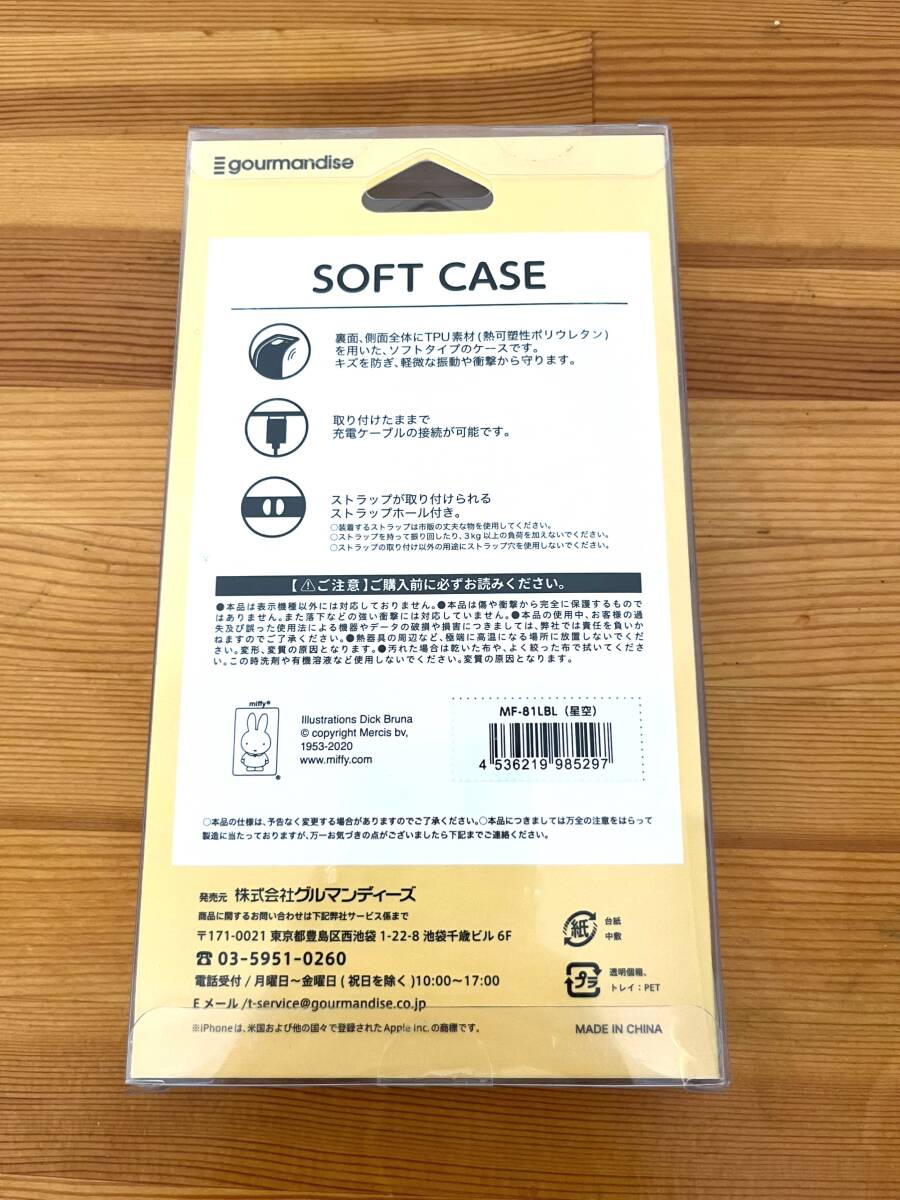 gourmandise
SOFT CASE
裏面、側面全体にTPU素材(熱可塑性ポリウレタン)
を用いた、ソフトタイプのケースです。
キズを防ぎ、軽微な振動や衝撃から守ります。
取り付けたままで
充電ケーブルの接続が可能です。
ストラップが取り付けられる
ストラップホール付き。
○装着するストラップは市販の丈夫な物を使用してください。
○ストラップを持って振り回したり、3kg以上の負荷を加えないでください。
○ストラップの取り付け以外の用途にストラップ穴を使用しないでください。
【⚠ご注意】ご購入前に必ずお読みください。
●本品は表示機種以外には対応しておりません。●本品は傷や衝撃から完全に保護するもので
はありません。また落下などの強い衝撃には対応していません。●本品の使用中、お客様の過
失及び誤った使用法による機器やデータの破損や損害につきましては、弊社では責任を負いか
ねますのでご了承ください。●熱器具の周辺など、極端に高温になる場所に放置しないでくだ
さい。変形、変質の原因となります。●汚れた場合は乾いた布や、よく絞った布で拭いてくださ
い。この時洗剤や有機溶液など使用しないでください。変質の原因となります。
miffy®
Illustrations Dick Bruna
© copyright Mercis bv,
1953-2020
www.miffy.com
®
MF-81LBL（星空）
4 536219 985297
○本品の仕様は、予告なく変更する場合がありますのでご了承ください。○本品につきましては万全の注意をはらって
製造に当たっておりますが、万一お気づきの点がございましたら下記までご連絡ください。
発売元 株式会社グルマンディーズ
商品に関するお問い合わせは下記弊社サービス係まで
〒171-0021 東京都豊島区西池袋 1-22-8 池袋千歳ビル 6F
☎ 03-5951-0260
電話受付 / 月曜日〜金曜日 ( 祝日を除く )10:00〜17:00
E メール /t-service@gourmandise.co.jp
※iPhoneは、米国および他の国々で登録されたApple inc.の商標です。
紙
台紙
中敷
プラ
透明個箱、
トレイ：PET
MADE IN CHINA